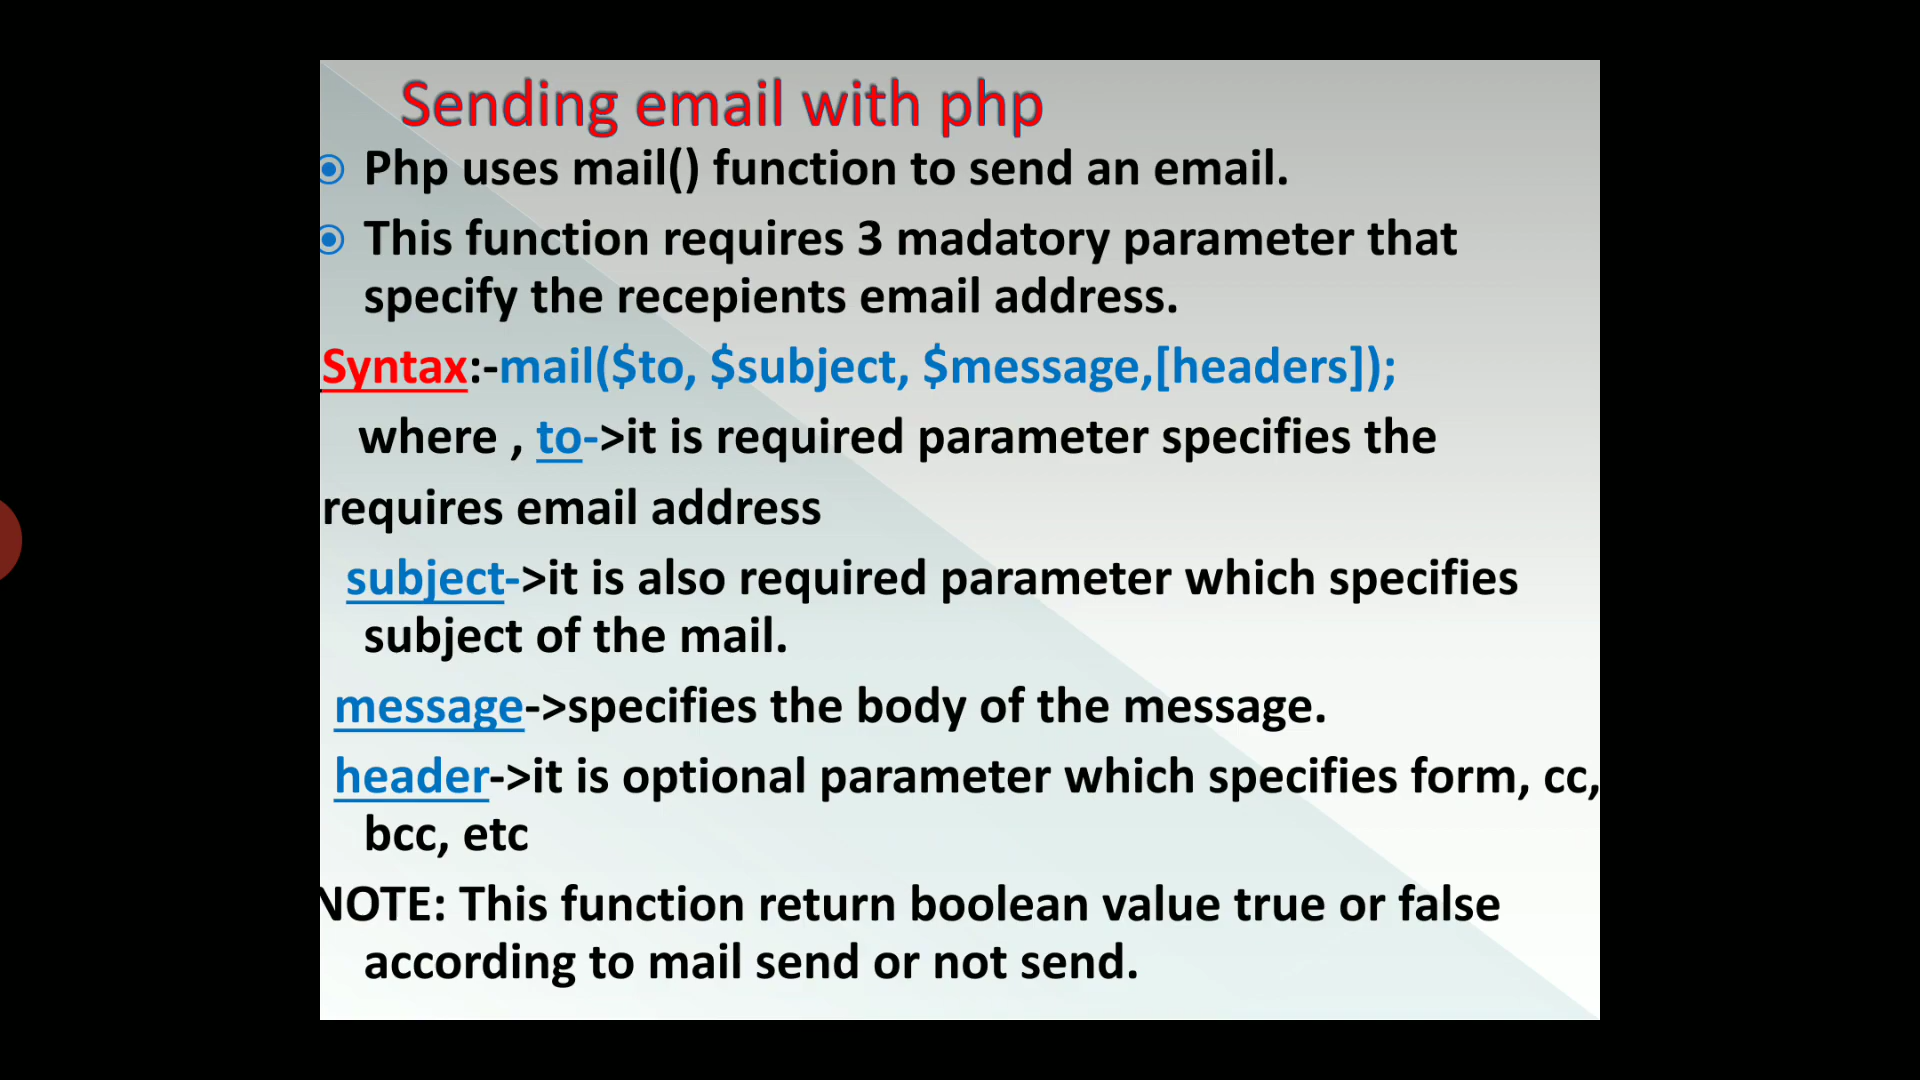 Sending email with php
Php uses mail() function to send an email.
This function requires 3 madatory parameter that
specify the recepients email address.
Syntax:-mail($to, $subject, $message,[headers]);
where , to->it is required parameter specifies the
requires email address
subject->it is also required parameter which specifies
subject of the mail.
message->specifies the body of the message.
header->it is optional parameter which specifies form, cc,
bcc, etc
NOTE: This function return boolean value true or false
according to mail send or not send.